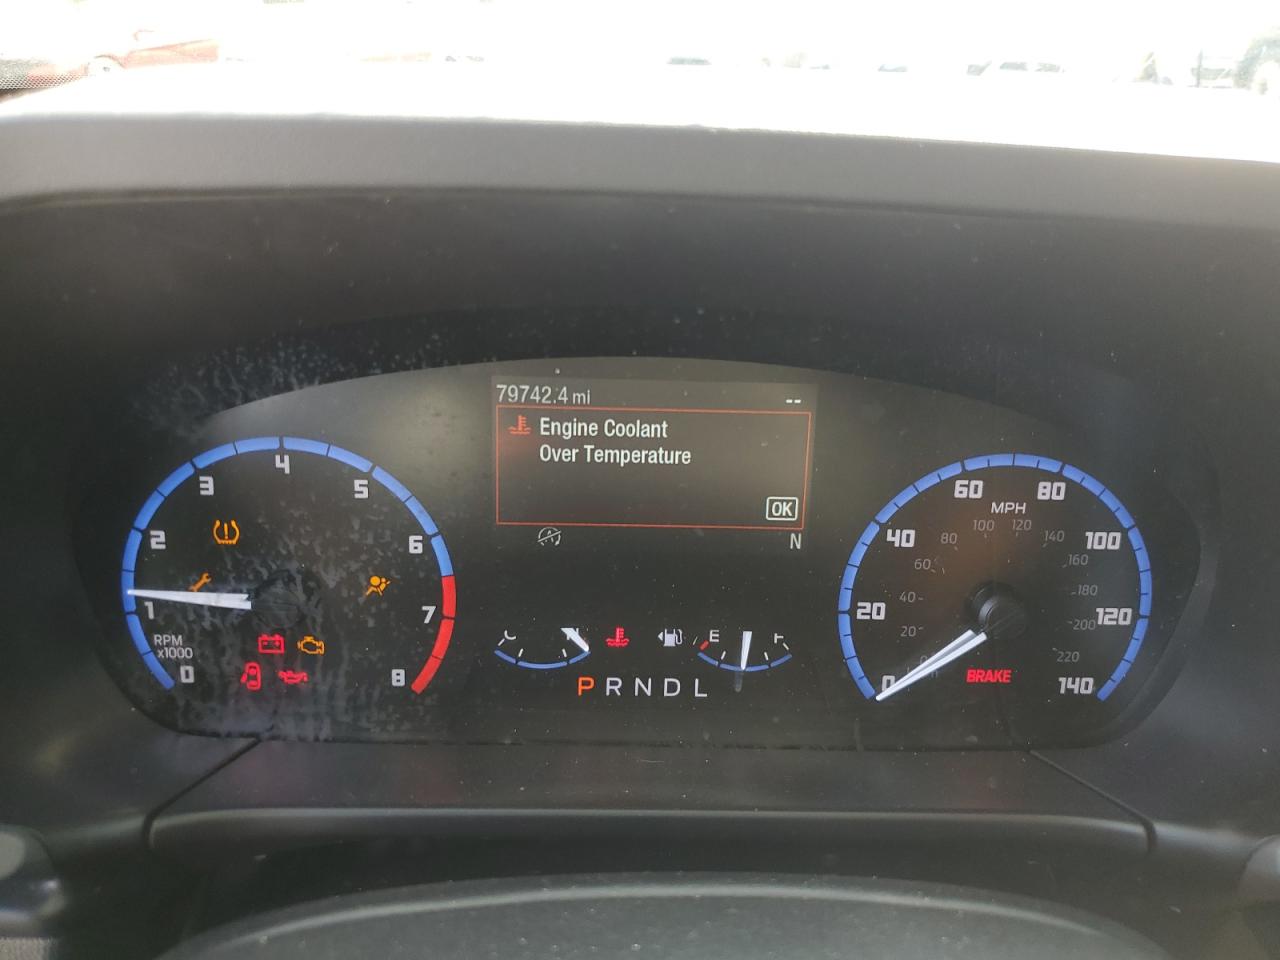 79742.4 mi --
Engine Coolant
Over Temperature
OK
N
0 1 2 3 4 5 6 7 8
RPM
x1000
C
E F
P R N D L
0 20 40 60 80 100 120 140
MPH
20 40 60 80 100 120 140 160 180 200 220
BRAKE